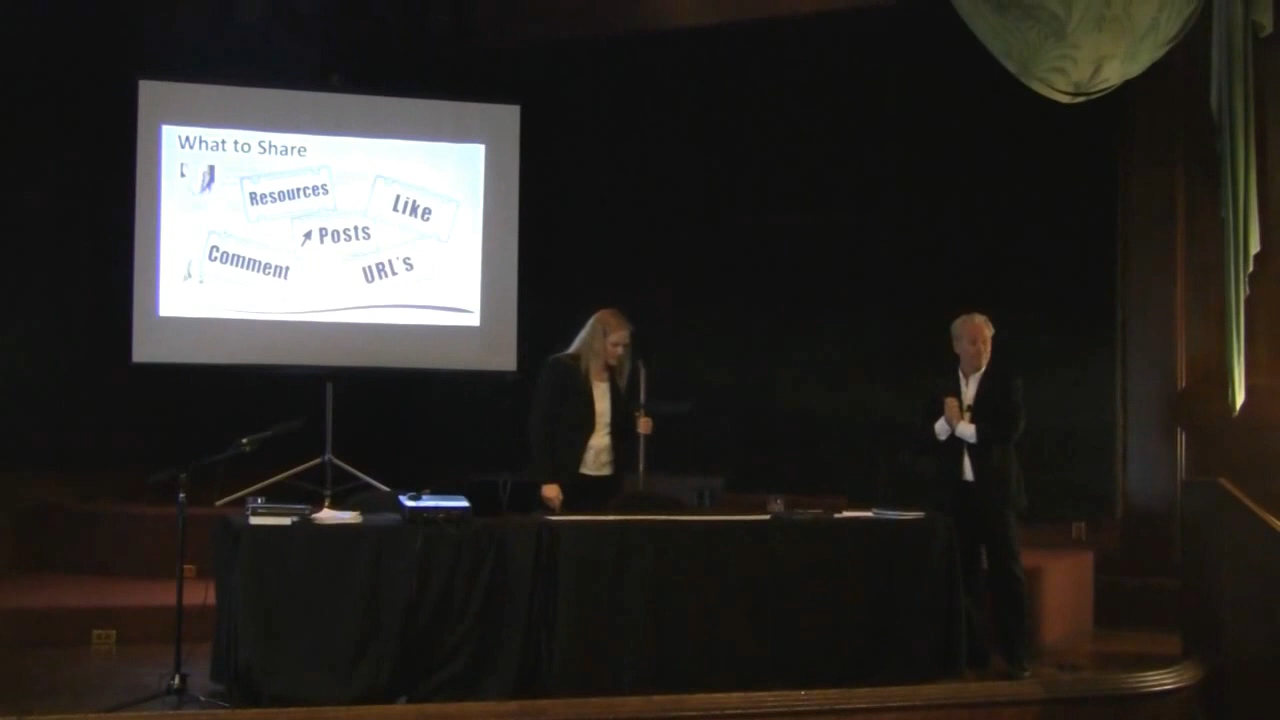 What to Share
Resources
Like
Posts
Comment
URL's